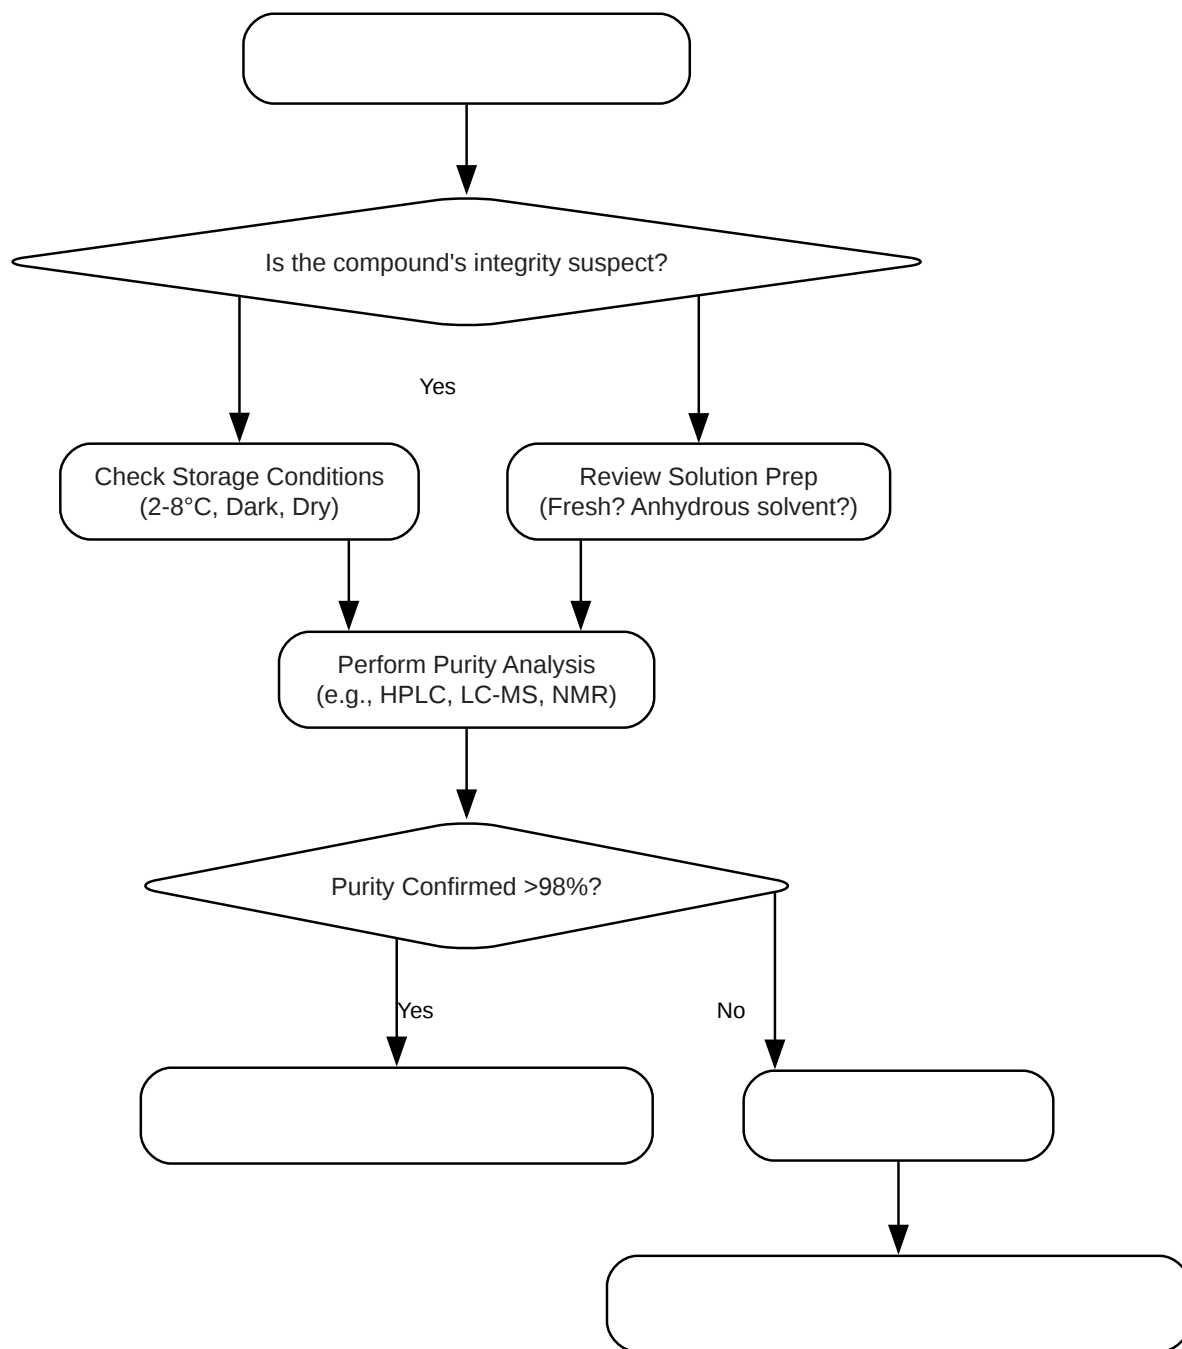 Is the compound's integrity suspect?
Yes
Check Storage Conditions
(2-8°C, Dark, Dry)
Review Solution Prep
(Fresh? Anhydrous solvent?)
Perform Purity Analysis
(e.g., HPLC, LC-MS, NMR)
Purity Confirmed >98%?
Yes
No